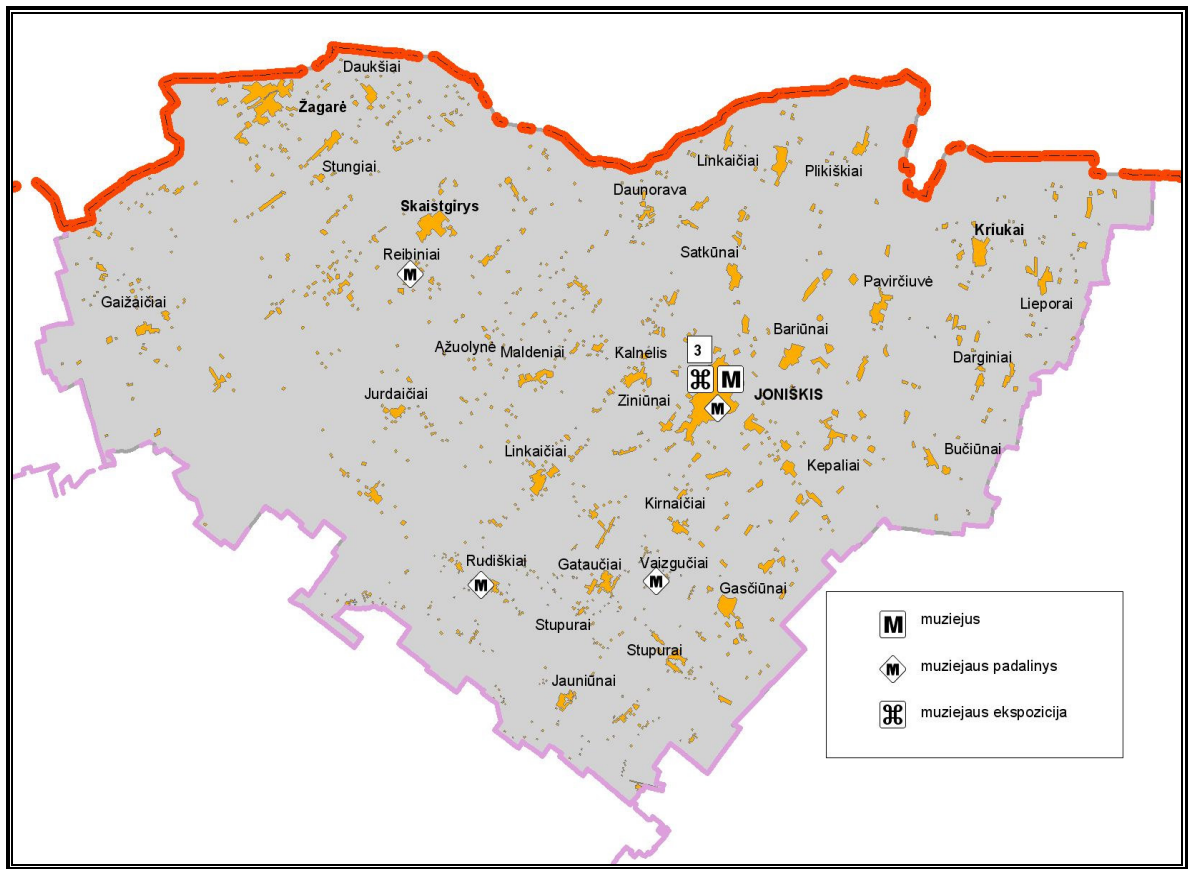 Daukšiai
Žagarė
Stungiai
Linkaičiai
Plikiškiai
Daunorava
Skaistgirys
Kriukai
Satkūnai
Reibiniai
M
Pavirčiuvė
Gaižaičiai
Lieporai
Bariūnai
Ąžuolynė
Maldeniai
Kalnelis
3
Darginiai
⌘ M
Jurdaičiai
Ziniūnai
JONIŠKIS
M
Linkaičiai
Bučiūnai
Kepaliai
Kirnaičiai
Rudiškiai
Gataučiai
Vaizgučiai
M
M
Gasčiūnai
Stupurai
Stupurai
Jauniūnai
M muziejus
M muziejaus padalinys
⌘ muziejaus ekspozicija